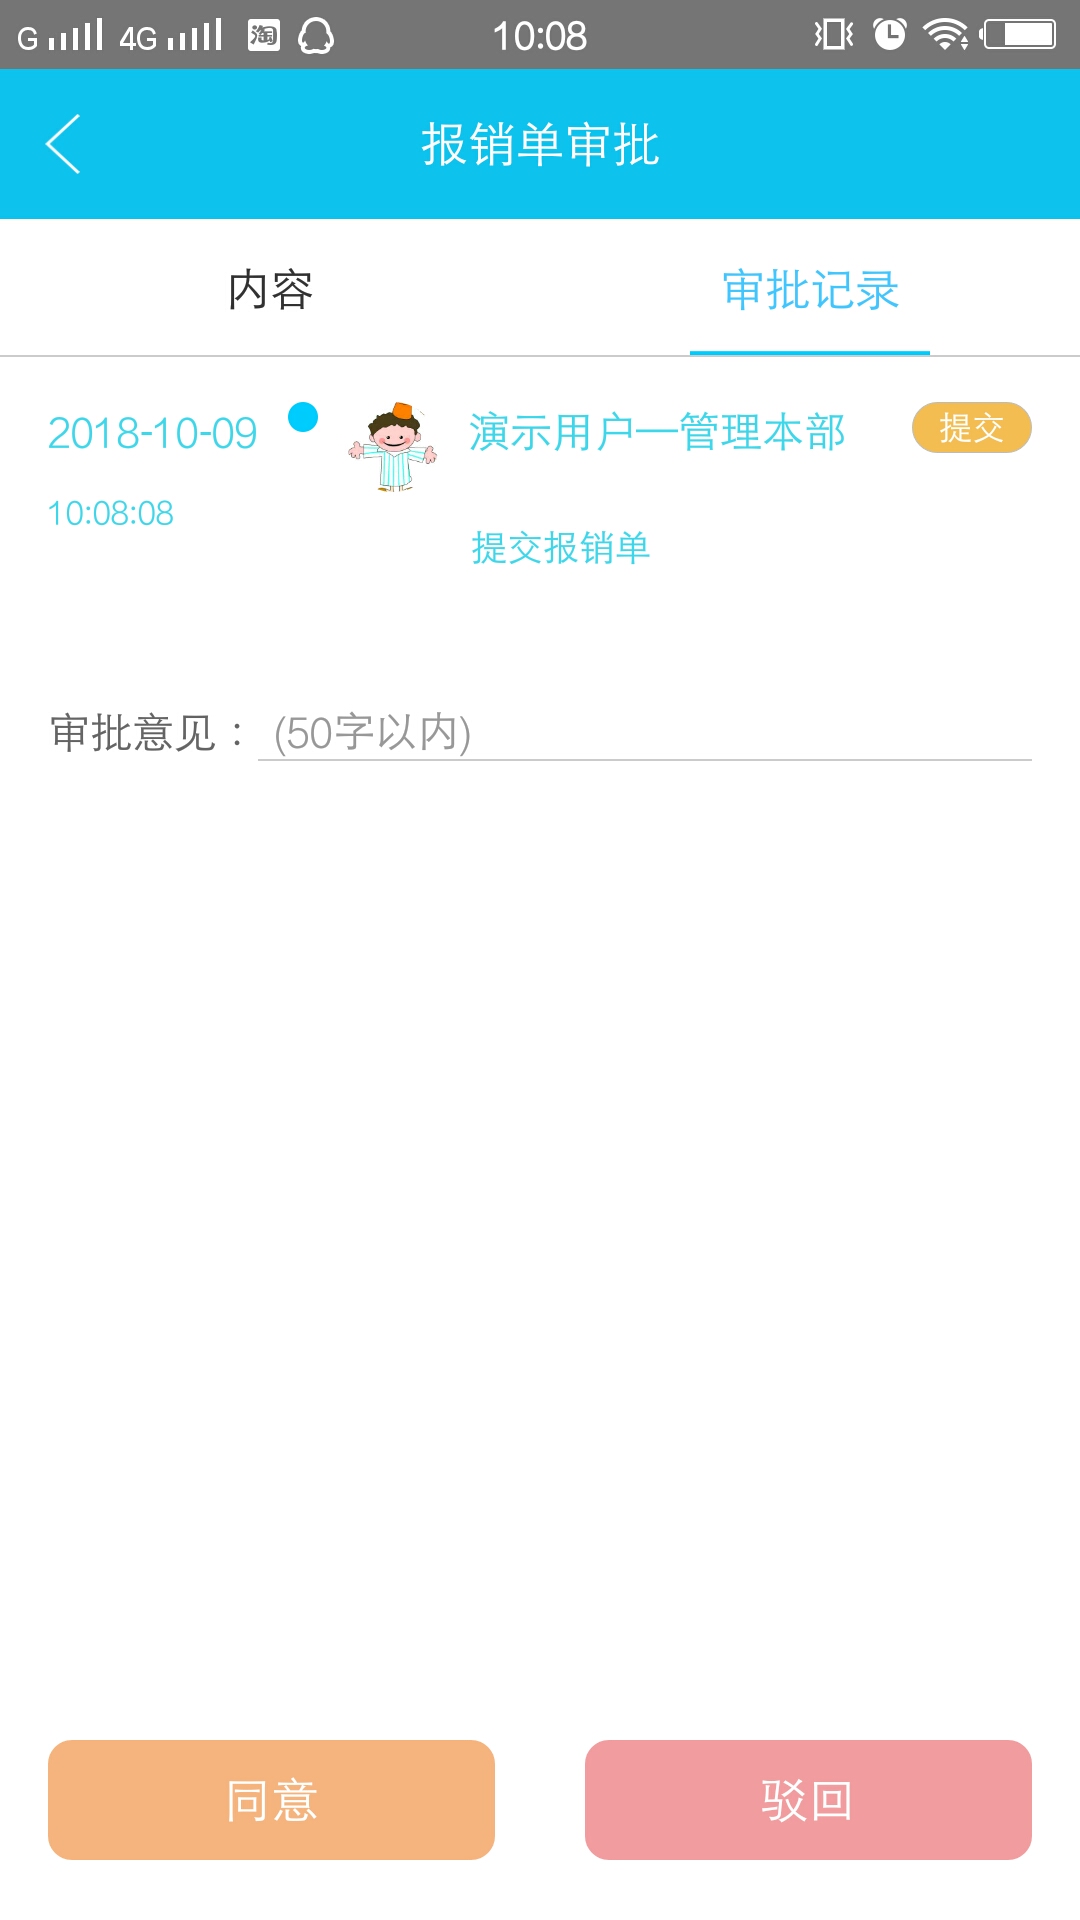 G 4G 淘 10:08
报销单审批
内容 审批记录
2018-10-09 演示用户—管理本部 提交
10:08:08
提交报销单
审批意见： (50字以内)
同意 驳回